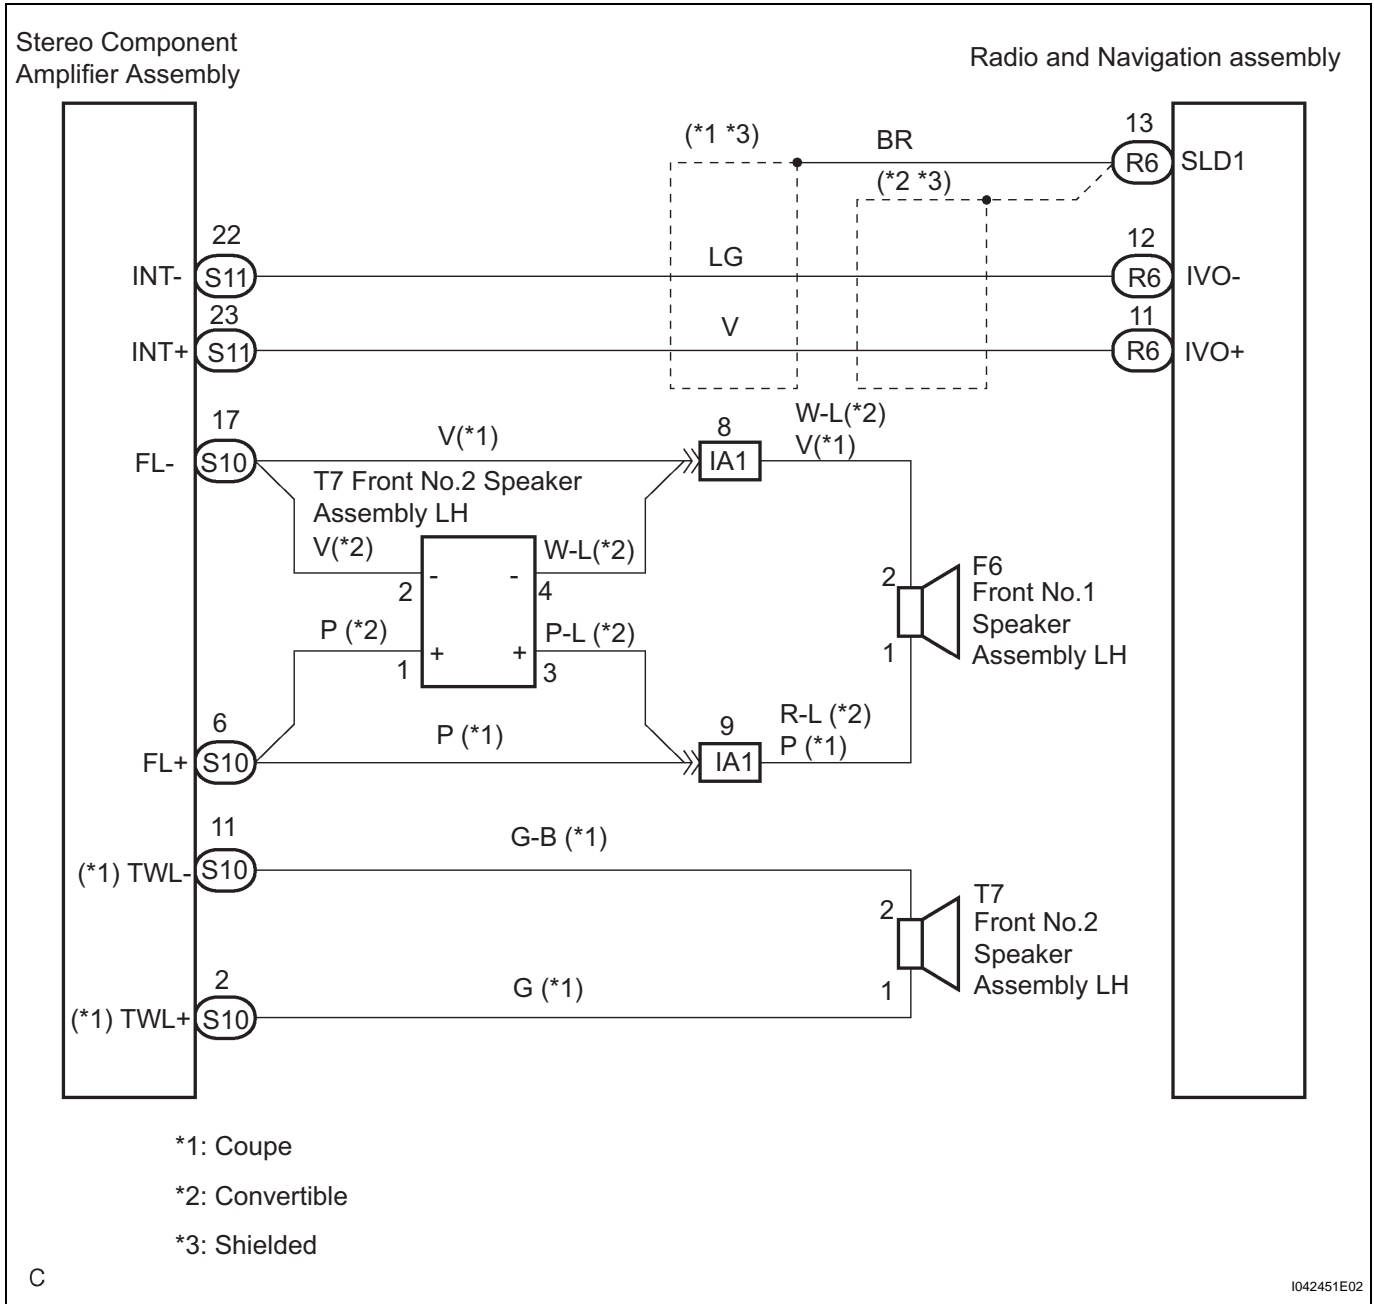 Stereo Component
Amplifier Assembly
Radio and Navigation assembly
13
(*1 *3)
BR
R6
SLD1
(*2 *3)
22
12
LG
INT-
S11
R6
IVO-
23
11
V
INT+
S11
R6
IVO+
17
W-L(*2)
V(*1)
8
V(*1)
FL-
S10
IA1
T7 Front No.2 Speaker
Assembly LH
V(*2)
W-L(*2)
-
-
2
4
P (*2)
P-L (*2)
+
+
1
3
2
F6
Front No.1
Speaker
Assembly LH
1
6
9
R-L (*2)
P (*1)
P (*1)
FL+
S10
IA1
11
G-B (*1)
(*1) TWL-
S10
2
T7
Front No.2
Speaker
Assembly LH
1
2
G (*1)
(*1) TWL+
S10
*1: Coupe
*2: Convertible
*3: Shielded
C
I042451E02